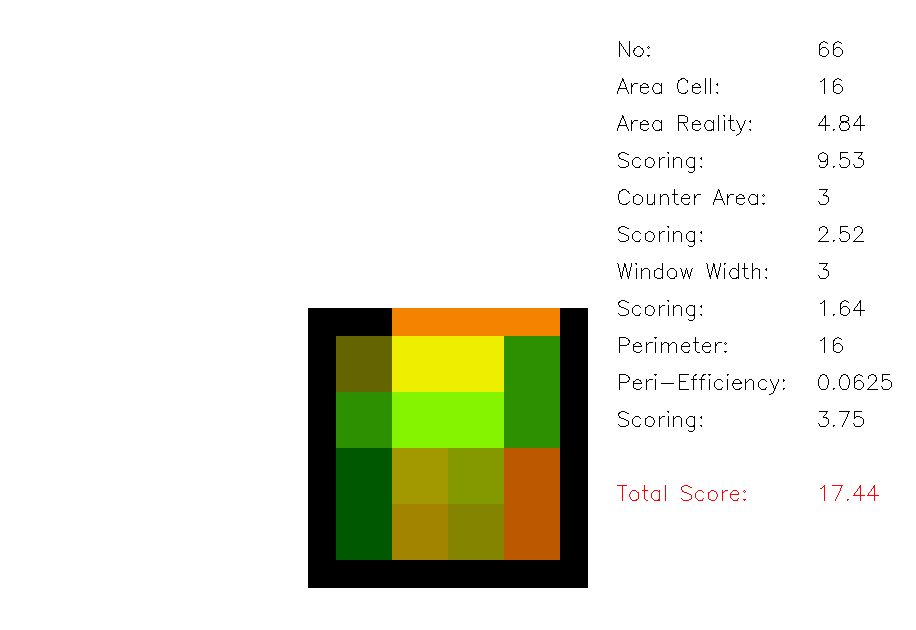 No: 66
Area Cell: 16
Area Reality: 4.84
Scoring: 9.53
Counter Area: 3
Scoring: 2.52
Window Width: 3
Scoring: 1.64
Perimeter: 16
Peri-Efficiency: 0.0625
Scoring: 3.75
Total Score: 17.44